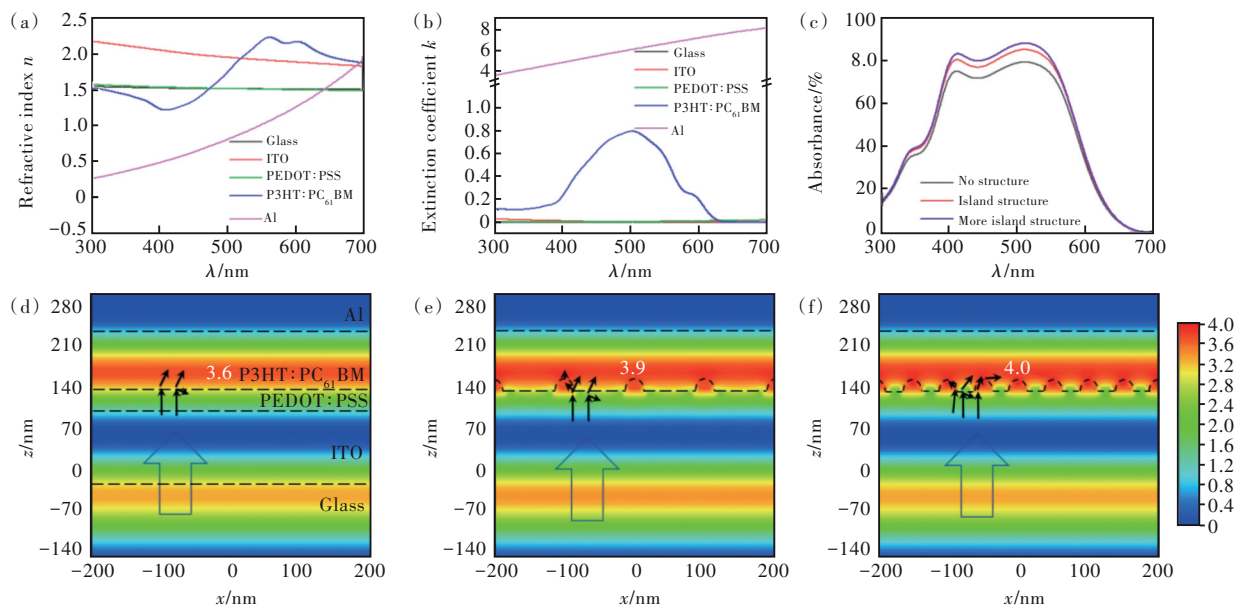 (a)
2.5
2.0
1.5
1.0
0.5
0
−0.5
Refractive index n
Glass
ITO
PEDOT:PSS
P3HT:PC61BM
Al
300 400 500 600 700
λ/nm
(b)
8
6
4
1.0
0.8
0.6
0.4
0.2
0
Extinction coefficient k
Glass
ITO
PEDOT:PSS
P3HT:PC61BM
Al
300 400 500 600 700
λ/nm
(c)
100
80
60
40
20
0
Absorbance/%
No structure
Island structure
More island structure
300 400 500 600 700
λ/nm
(d)
280
210
140
70
0
−70
−140
z/nm
Al
3.6 P3HT:PC61BM
PEDOT:PSS
ITO
Glass
−200 −100 0 100 200
x/nm
(e)
280
210
140
70
0
−70
−140
z/nm
3.9
−200 −100 0 100 200
x/nm
(f)
280
210
140
70
0
−70
−140
z/nm
4.0
−200 −100 0 100 200
x/nm
4.0
3.6
3.2
2.8
2.4
2.0
1.6
1.2
0.8
0.4
0